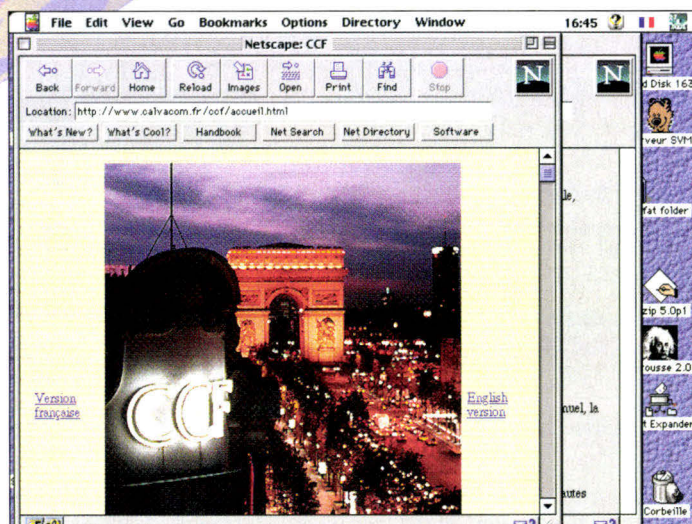 File Edit View Go Bookmarks Options Directory Window 16:45
Netscape: CCF
Back Forward Home Reload Images Open Print Find Stop
N
N
Location: http://www.calvacom.fr/ccf/accueil.html
What's New? What's Cool? Handbook Net Search Net Directory Software
d Disk 163
rveur SVM
le,
fat folder
zip 5.0p1
rousse 2.0
CCF
Version
française
English
version
nuel, la
t Expander
autes
Corbeille